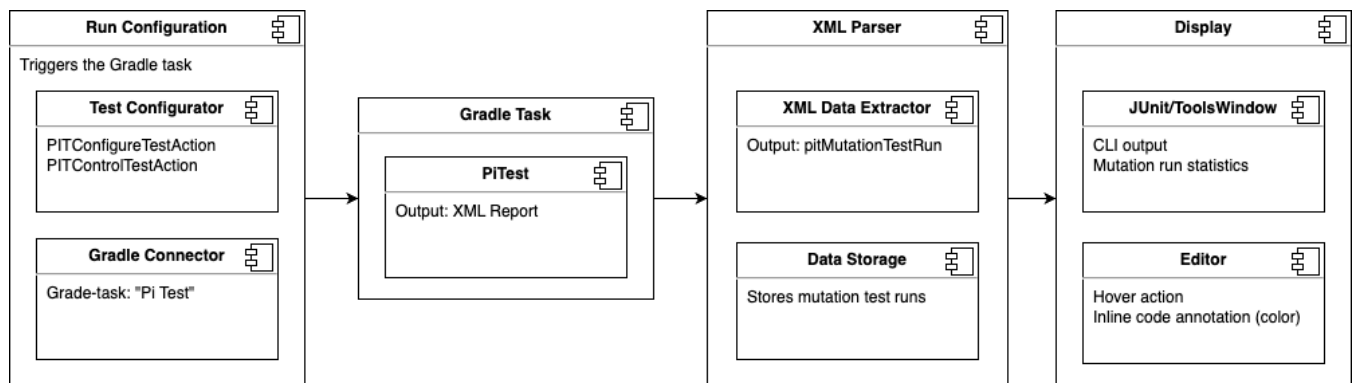 Run Configuration
Triggers the Gradle task
Test Configurator
PITConfigureTestAction
PITControlTestAction
Gradle Connector
Grade-task: "Pi Test"
Gradle Task
PiTest
Output: XML Report
XML Parser
XML Data Extractor
Output: pitMutationTestRun
Data Storage
Stores mutation test runs
Display
JUnit/ToolsWindow
CLI output
Mutation run statistics
Editor
Hover action
Inline code annotation (color)